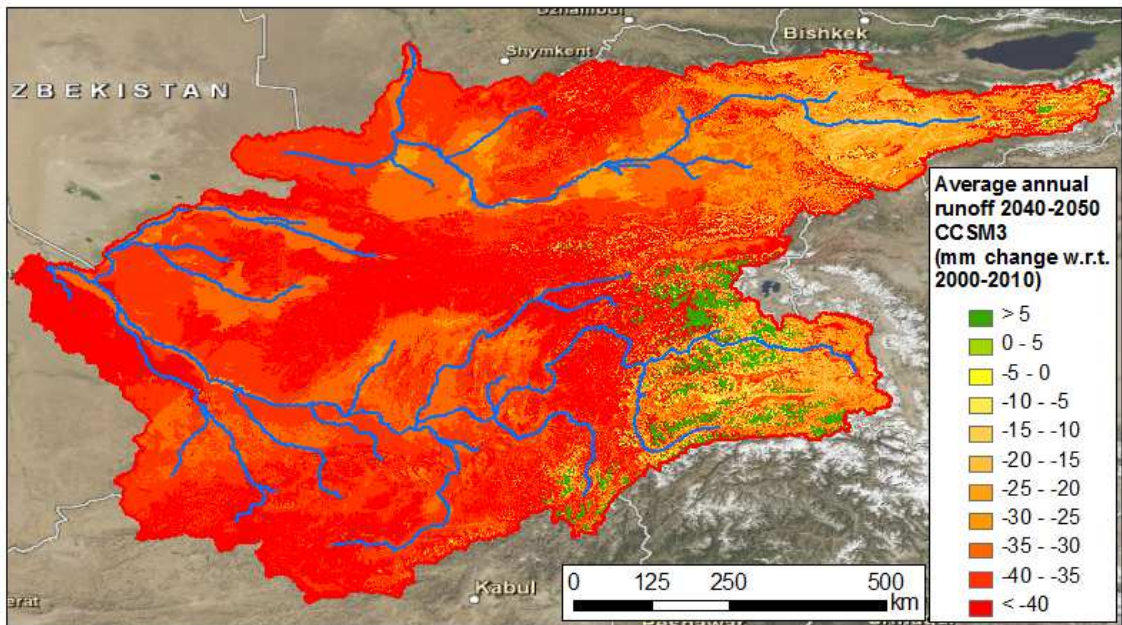 Bishkek
Shymkent
ZBEKISTAN
Average annual
runoff 2040-2050
CCSM3
(mm change w.r.t.
2000-2010)
> 5
0 - 5
-5 - 0
-10 - -5
-15 - -10
-20 - -15
-25 - -20
-30 - -25
-35 - -30
-40 - -35
< -40
Kabul
0 125 250 500
km
erat